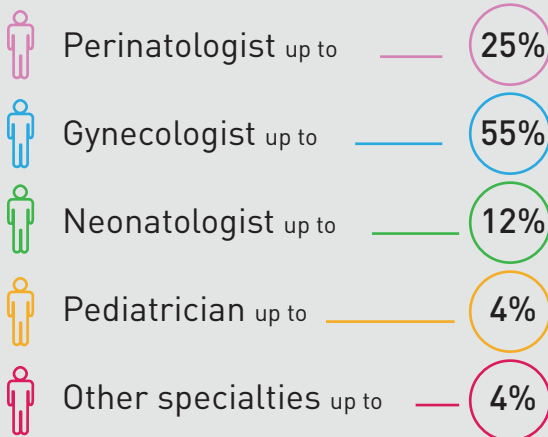 Perinatologist up to 25%
Gynecologist up to 55%
Neonatologist up to 12%
Pediatrician up to 4%
Other specialties up to 4%